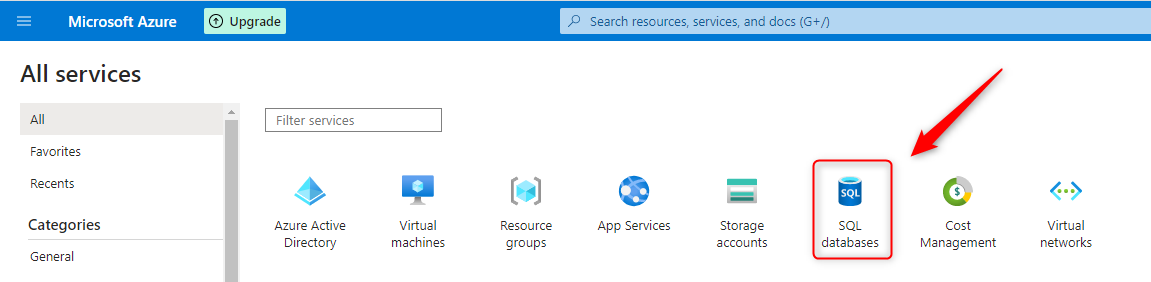 Microsoft Azure
Upgrade
Search resources, services, and docs (G+/)
All services
All
Favorites
Recents
Categories
General
Filter services
Azure Active
Directory
Virtual
machines
Resource
groups
App Services
Storage
accounts
SQL
SQL
databases
$
Cost
Management
Virtual
networks